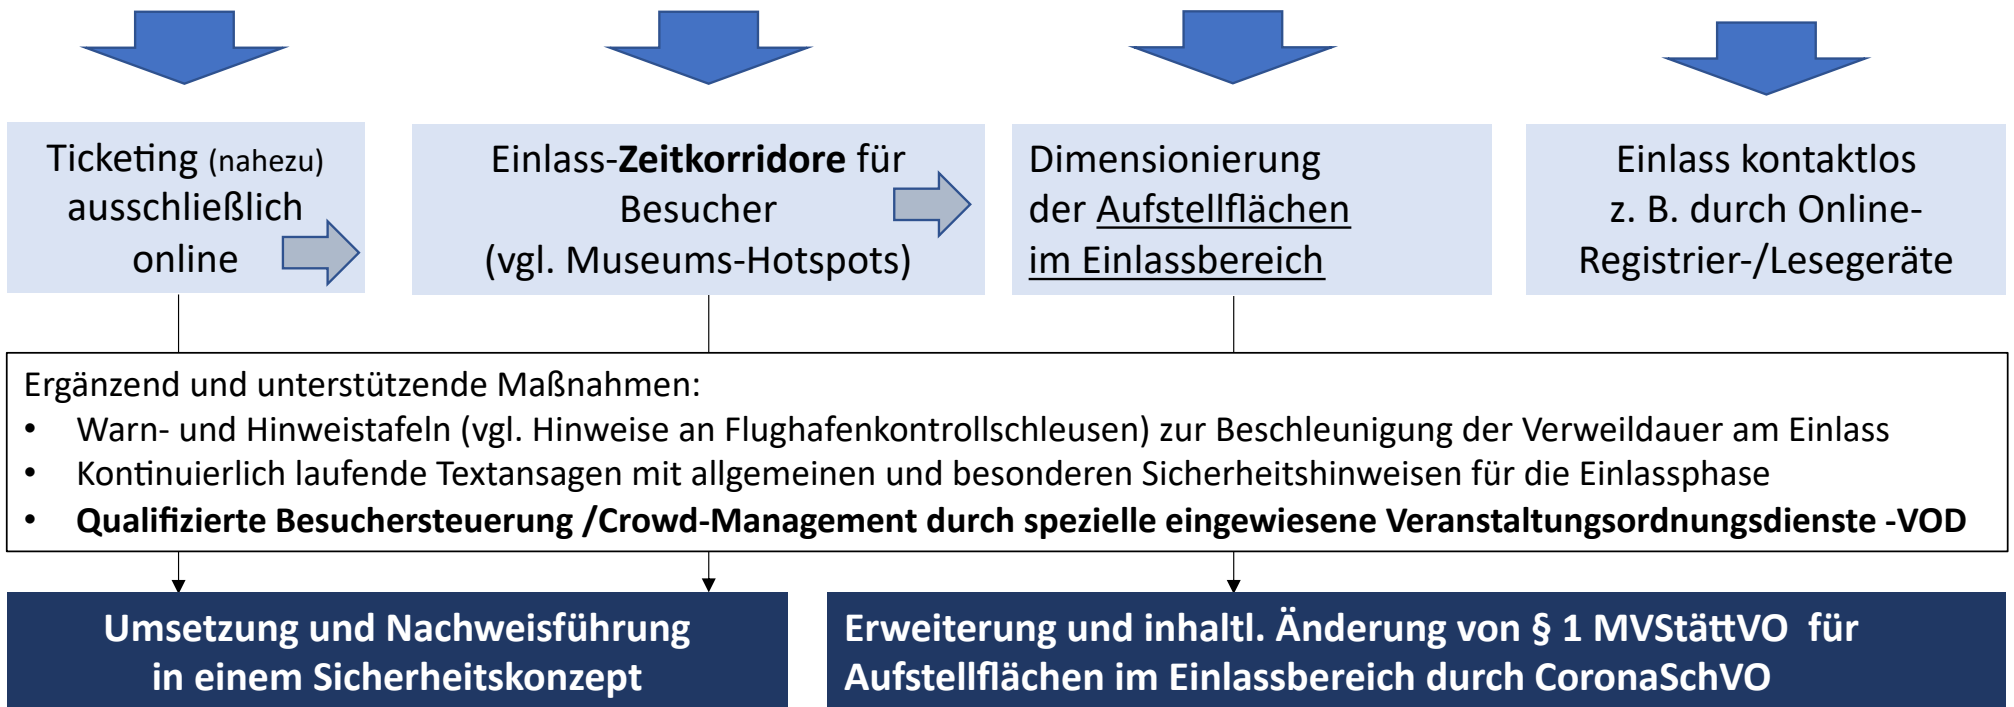 Ticketing (nahezu)
ausschließlich
online
Einlass-Zeitkorridore für
Besucher
(vgl. Museums-Hotspots)
Dimensionierung
der Aufstellflächen
im Einlassbereich
Einlass kontaktlos
z. B. durch Online-
Registrier-/Lesegeräte
Ergänzend und unterstützende Maßnahmen:
• Warn- und Hinweistafeln (vgl. Hinweise an Flughafenkontrollschleusen) zur Beschleunigung der Verweildauer am Einlass
• Kontinuierlich laufende Textansagen mit allgemeinen und besonderen Sicherheitshinweisen für die Einlassphase
• Qualifizierte Besuchersteuerung /Crowd-Management durch spezielle eingewiesene Veranstaltungsordnungsdienste -VOD
Umsetzung und Nachweisführung
in einem Sicherheitskonzept
Erweiterung und inhaltl. Änderung von § 1 MVStättVO für
Aufstellflächen im Einlassbereich durch CoronaSchVO